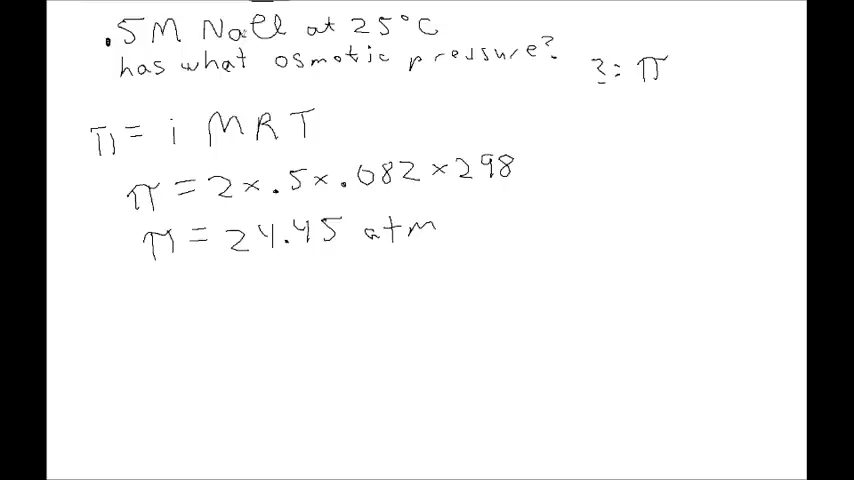 .5M NaCl at 25°C
has what osmotic pressure?
?: π
π = i MRT
π = 2 × .5 × .082 × 298
π = 24.45 atm